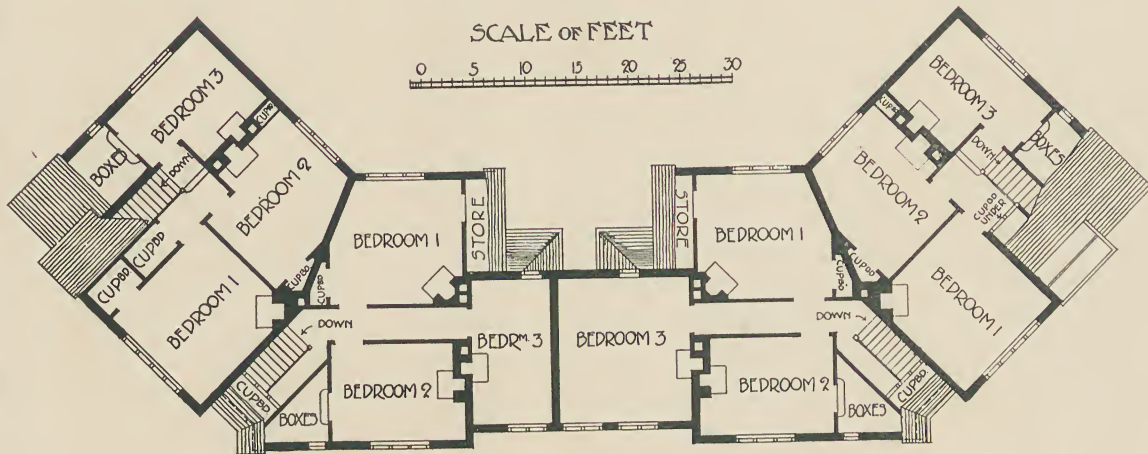 SCALE OF FEET
0 5 10 15 20 25 30
BEDROOM 3
CUPBD
BOXES
DOWN
BEDROOM 2
CUPBD
CUPBD
BEDROOM 1
CUPBD
CUPBD
BEDROOM 1
STORE
DOWN
BEDRM. 3
BEDROOM 2
CUPBD
BOXES
STORE
BEDROOM 1
BEDROOM 3
DOWN
BEDROOM 2
BOXES
CUPBD
CUPBD
CUPBD
BEDROOM 3
CUPBD
BOXES
DOWN
BEDROOM 2
CUPBD
UNDER
BEDROOM 1